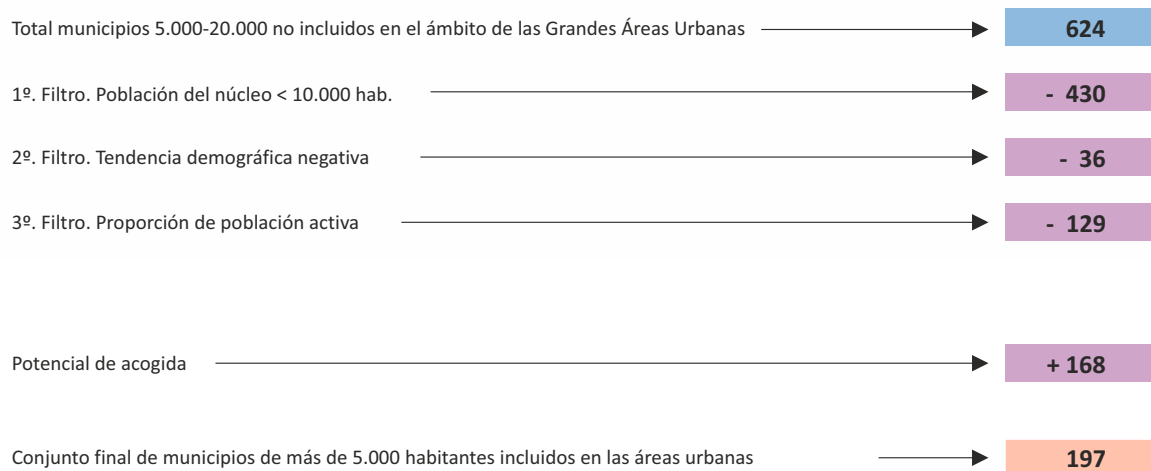 Total municipios 5.000-20.000 no incluidos en el ámbito de las Grandes Áreas Urbanas 624
1º. Filtro. Población del núcleo < 10.000 hab. - 430
2º. Filtro. Tendencia demográfica negativa - 36
3º. Filtro. Proporción de población activa - 129
Potencial de acogida + 168
Conjunto final de municipios de más de 5.000 habitantes incluidos en las áreas urbanas 197